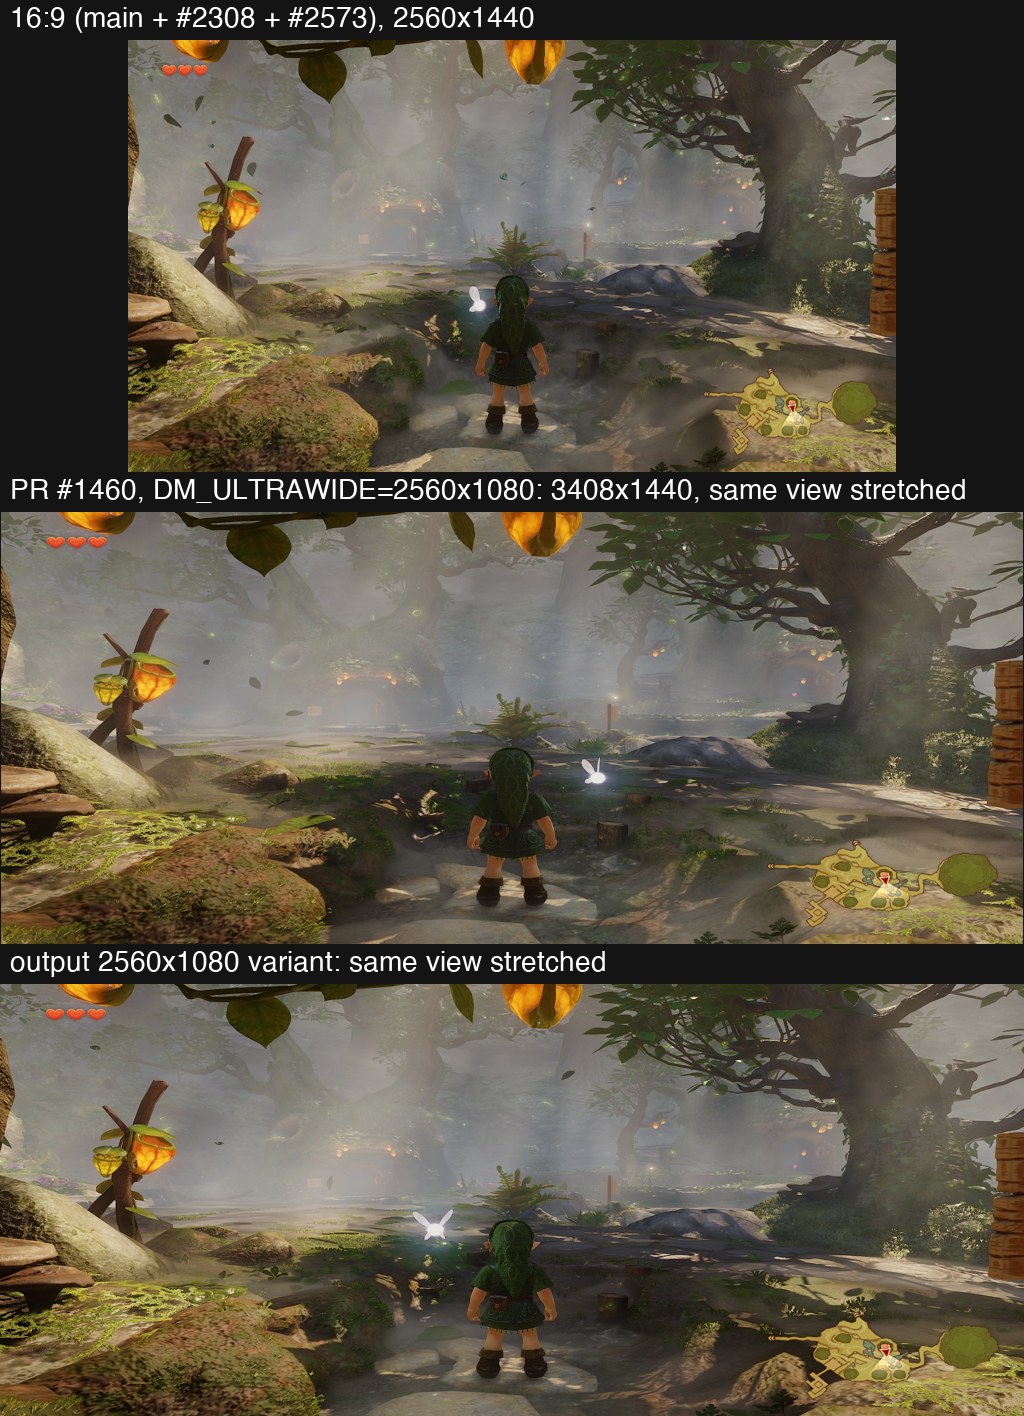 16:9 (main + #2308 + #2573), 2560x1440
PR #1460, DM_ULTRAWIDE=2560x1080: 3408x1440, same view stretched
output 2560x1080 variant: same view stretched